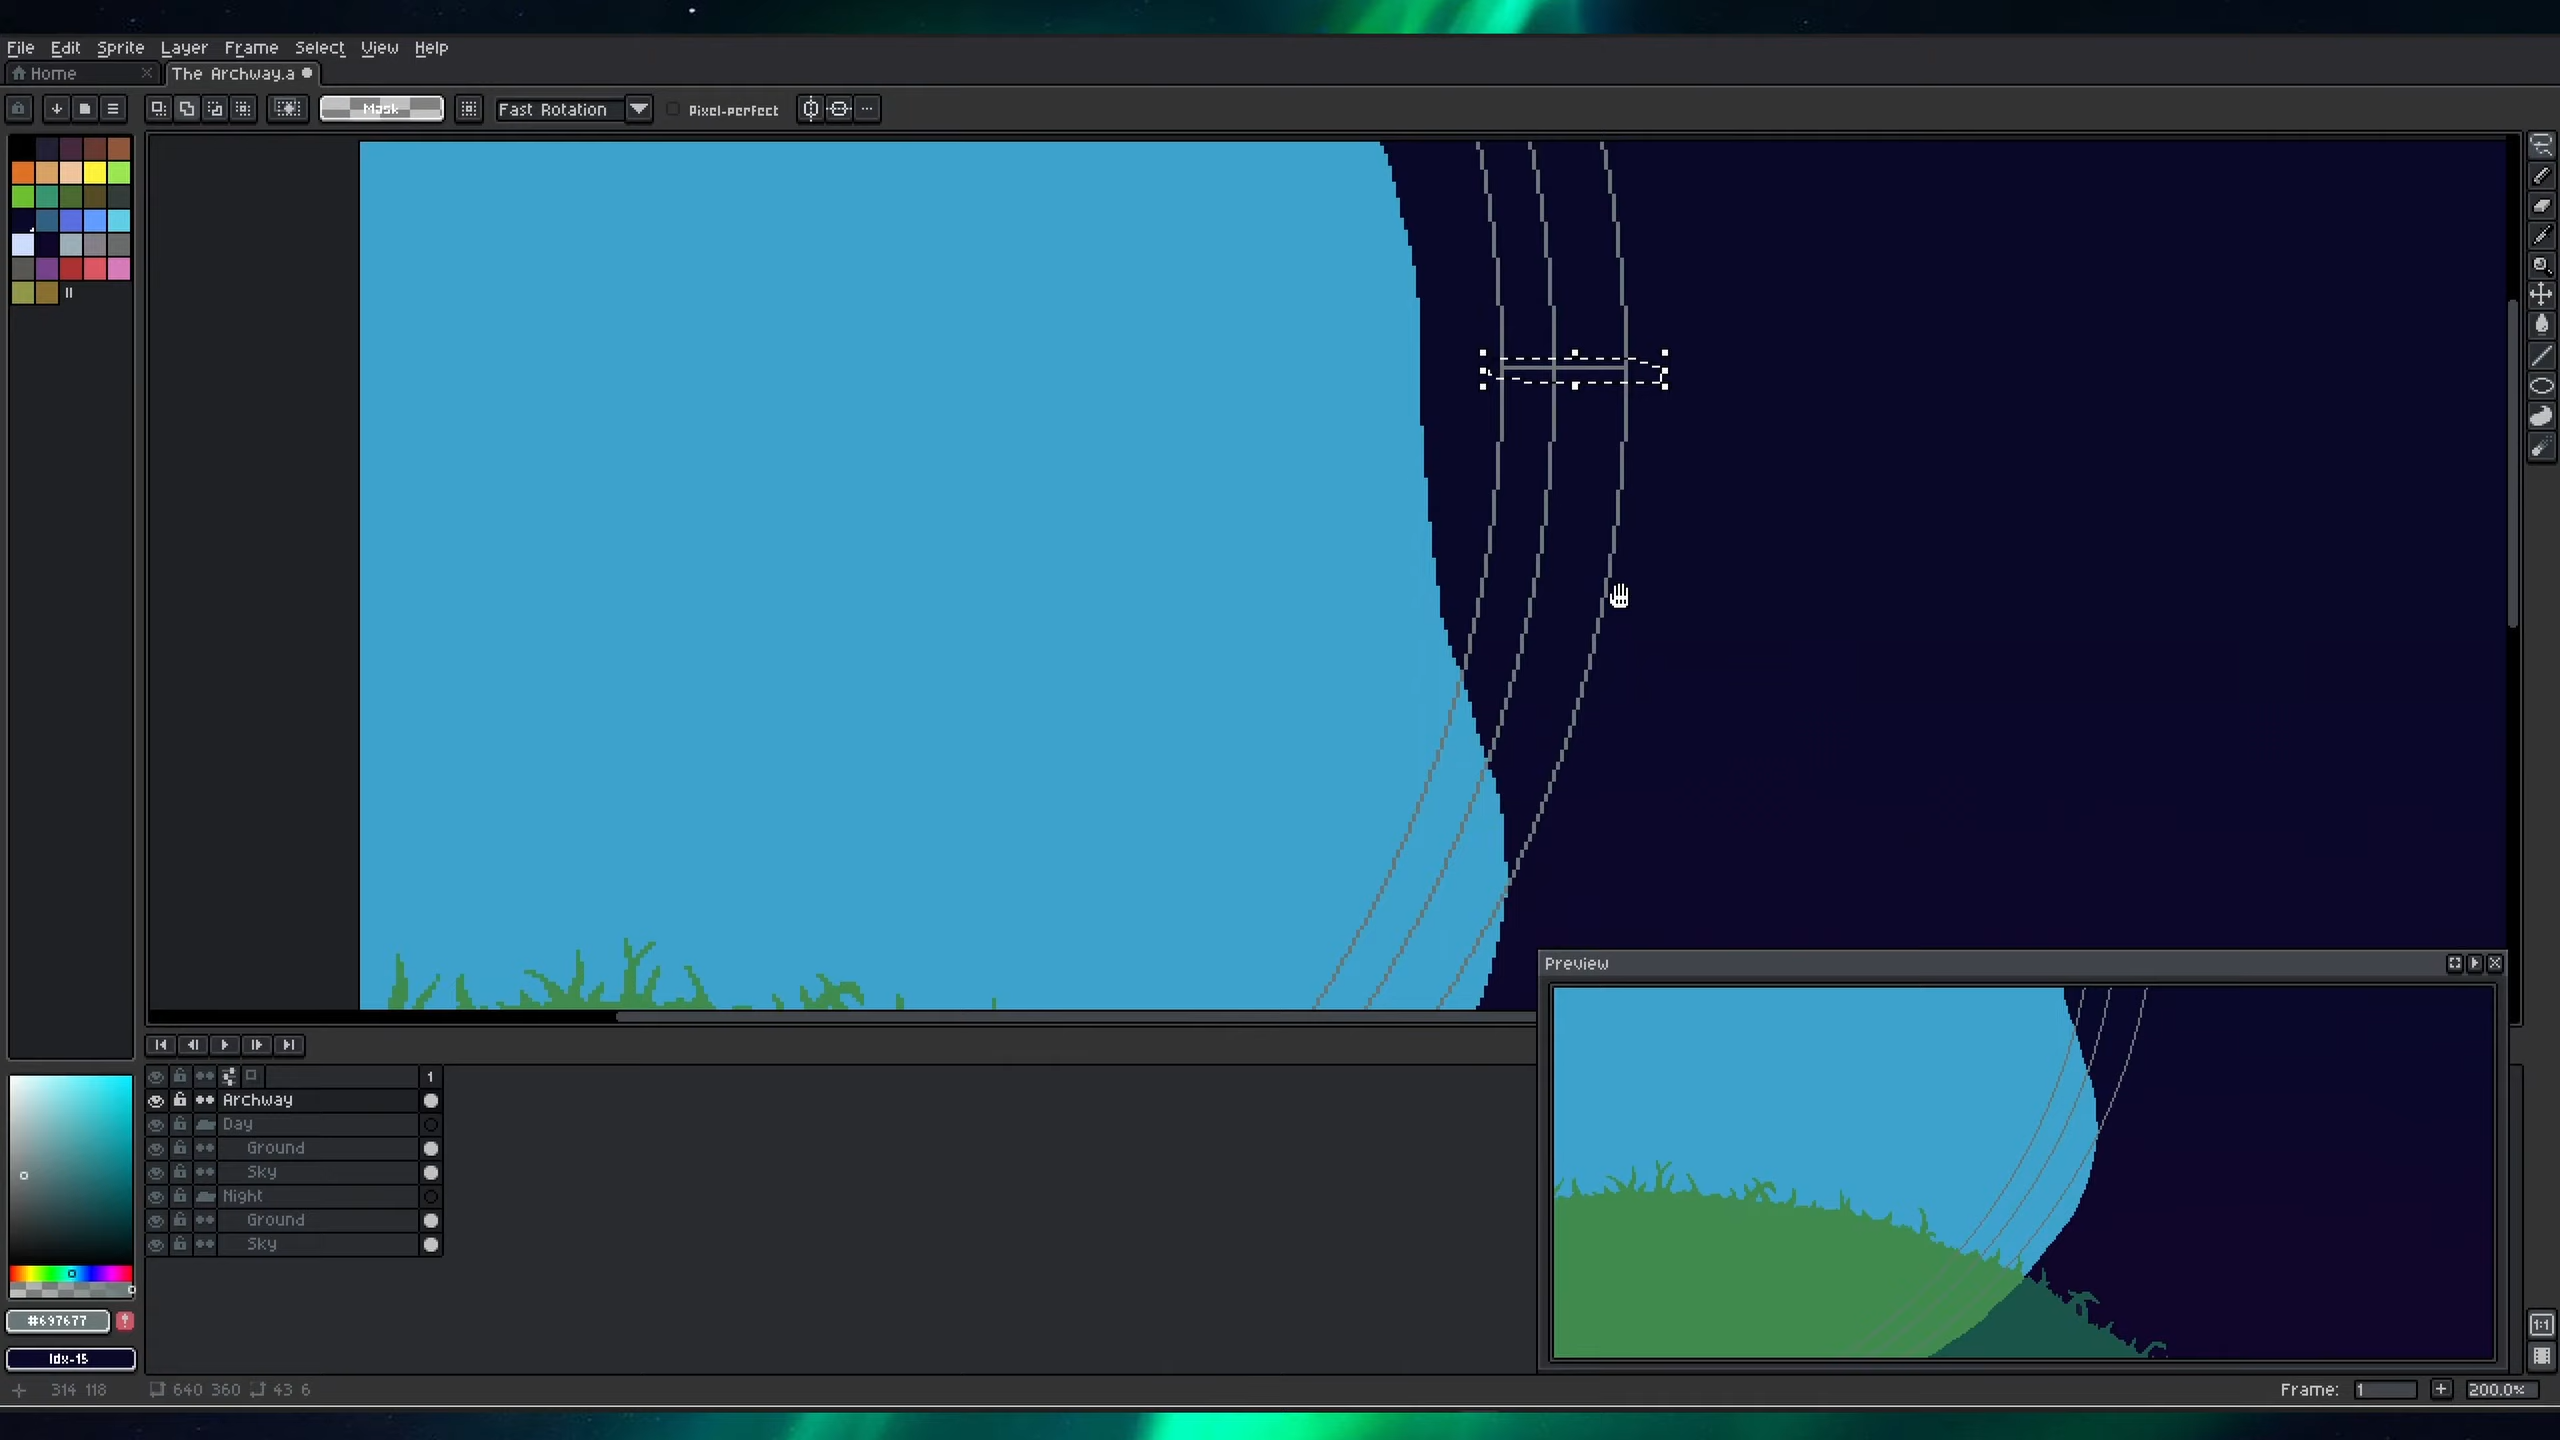 File Edit Sprite Layer Frame Select View Help
Home
The Archway.a
Mask
Fast Rotation
Pixel-perfect
Preview
1
Archway
Day
Ground
Sky
Night
Ground
Sky
#697677
Idx-15
314 118 640 360 43 6
Frame: 1
200.0%
1:1